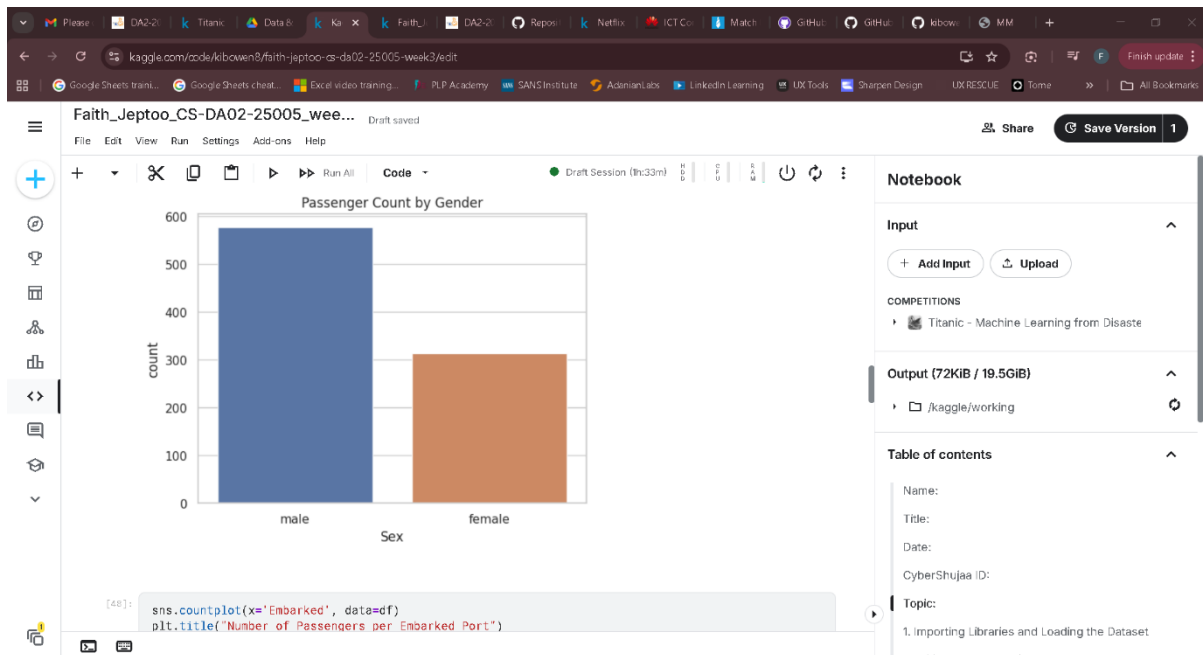 Please
DA2-2
Titanic
Data &
Ka
Faith_J
DA2-2
Reposi
Netflix
ICT Co
Match
GitHub
GitHub
kibowe
MM
kaggle.com/code/kibowen8/faith-jeptoo-cs-da02-25005-week3/edit
F
Finish update
Google Sheets traini...
Google Sheets cheat...
Excel video training...
PLP Academy
SANS Institute
AdanianLabs
LinkedIn Learning
UX Tools
Sharpen Design
UX RESCUE
Tome
»
All Bookmarks
Faith_Jeptoo_CS-DA02-25005_wee...
Draft saved
File Edit View Run Settings Add-ons Help
Share
Save Version
1
Run All
Code
Draft Session (1h:33m)
HDD
CPU
RAM
Passenger Count by Gender
600
500
400
300
200
100
0
count
male
female
Sex
[48]:
sns.countplot(x='Embarked', data=df)
plt.title("Number of Passengers per Embarked Port")
Notebook
Input
+ Add Input
Upload
COMPETITIONS
Titanic - Machine Learning from Disaste
Output (72KiB / 19.5GiB)
/kaggle/working
Table of contents
Name:
Title:
Date:
CyberShujaa ID:
Topic:
1. Importing Libraries and Loading the Dataset